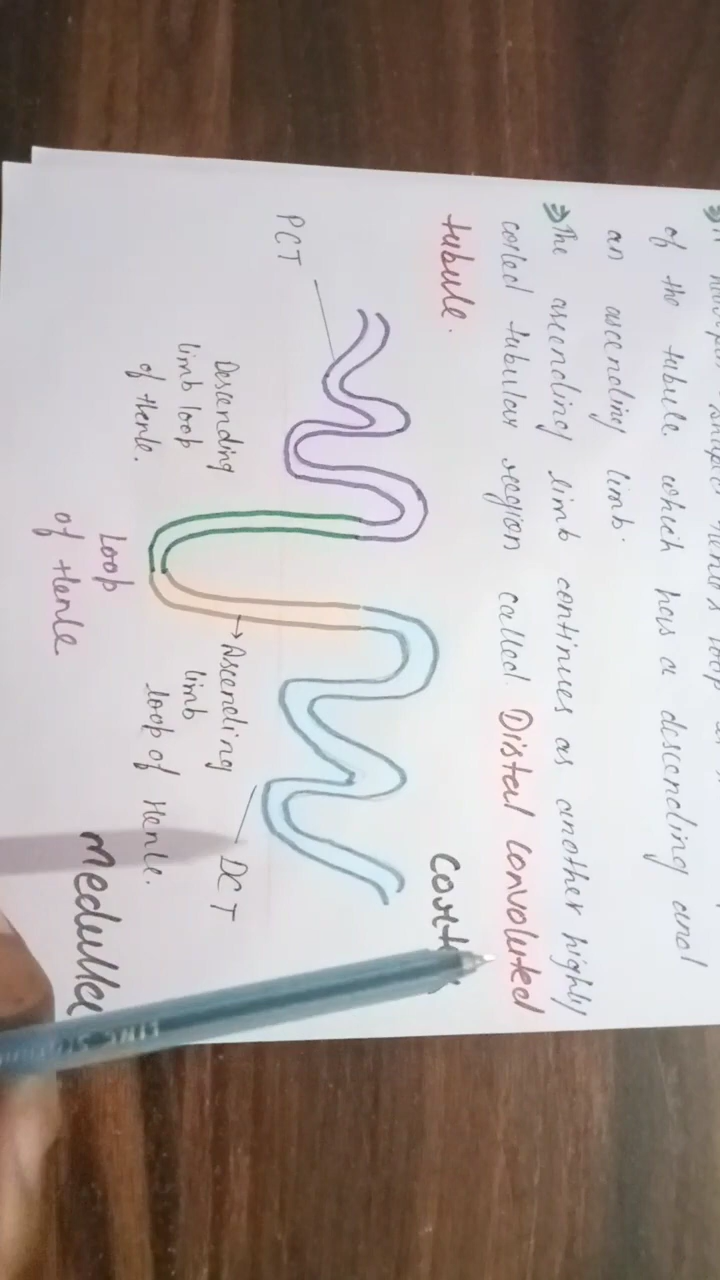 of the tubule which has a descending and
an ascending limb.
⇒ The ascending limb continues as another highly
coiled tubular region called Distal Convoluted
tubule.
PCT
Descending
limb loop
of Henle.
Loop
of Henle
→ Ascending
limb
loop of Henle.
DCT
Medulla